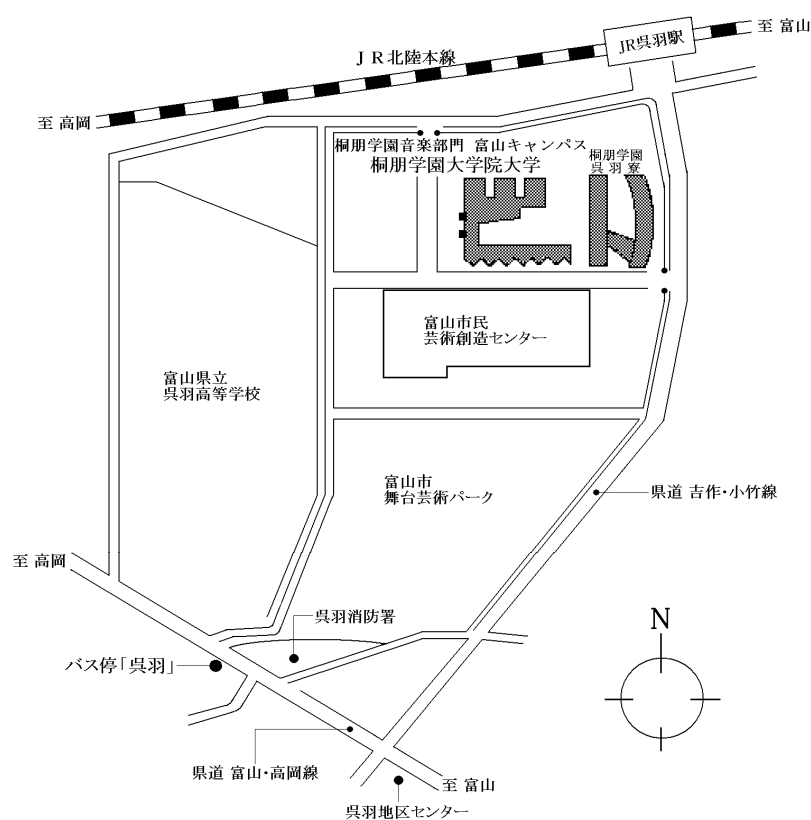 至 富山
JR呉羽駅
JR北陸本線
至 高岡
桐朋学園音楽部門 富山キャンパス
桐朋学園大学院大学
桐朋学園
呉羽寮
富山市民
芸術創造センター
富山県立
呉羽高等学校
富山市
舞台芸術パーク
県道 吉作・小竹線
至 高岡
呉羽消防署
N
バス停「呉羽」
県道 富山・高岡線
至 富山
呉羽地区センター